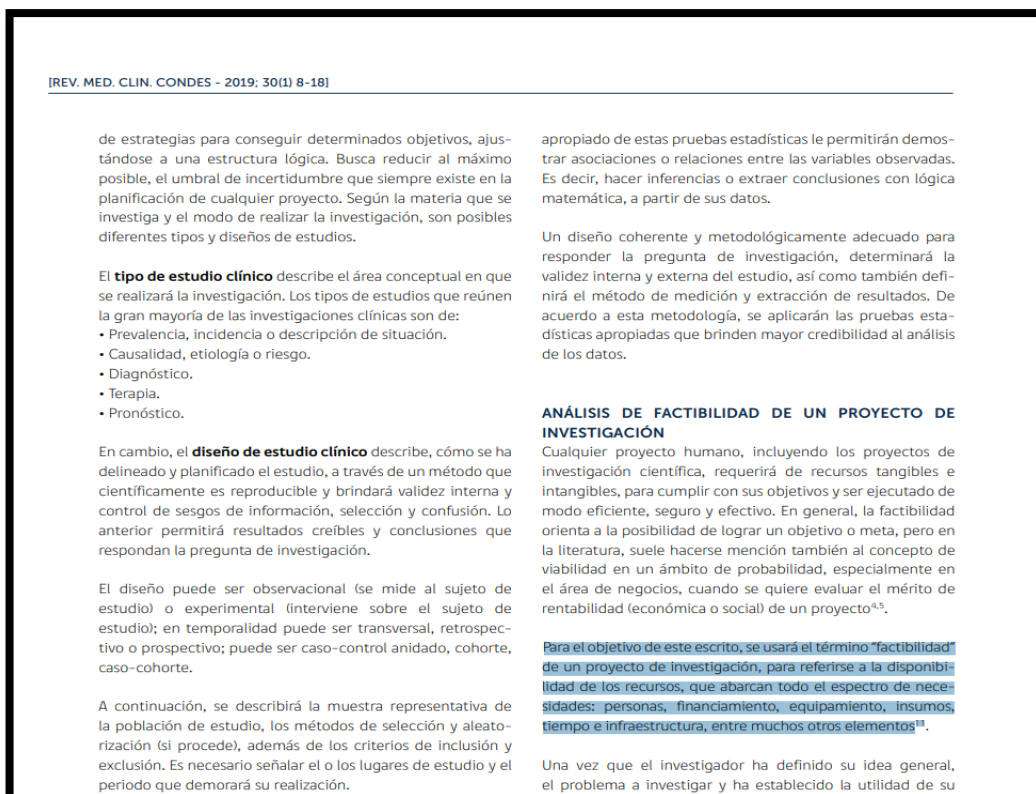 [REV. MED. CLIN. CONDES - 2019; 30(1) 8-18]
de estrategias para conseguir determinados objetivos, ajus-
tándose a una estructura lógica. Busca reducir al máximo
posible, el umbral de incertidumbre que siempre existe en la
planificación de cualquier proyecto. Según la materia que se
investiga y el modo de realizar la investigación, son posibles
diferentes tipos y diseños de estudios.
El tipo de estudio clínico describe el área conceptual en que
se realizará la investigación. Los tipos de estudios que reúnen
la gran mayoría de las investigaciones clínicas son de:
• Prevalencia, incidencia o descripción de situación.
• Causalidad, etiología o riesgo.
• Diagnóstico.
• Terapia.
• Pronóstico.
En cambio, el diseño de estudio clínico describe, cómo se ha
delineado y planificado el estudio, a través de un método que
científicamente es reproducible y brindará validez interna y
control de sesgos de información, selección y confusión. Lo
anterior permitirá resultados creíbles y conclusiones que
respondan la pregunta de investigación.
El diseño puede ser observacional (se mide al sujeto de
estudio) o experimental (interviene sobre el sujeto de
estudio); en temporalidad puede ser transversal, retrospec-
tivo o prospectivo; puede ser caso-control anidado, cohorte,
caso-cohorte.
A continuación, se describirá la muestra representativa de
la población de estudio, los métodos de selección y aleato-
rización (si procede), además de los criterios de inclusión y
exclusión. Es necesario señalar el o los lugares de estudio y el
periodo que demorará su realización.
apropiado de estas pruebas estadísticas le permitirán demos-
trar asociaciones o relaciones entre las variables observadas.
Es decir, hacer inferencias o extraer conclusiones con lógica
matemática, a partir de sus datos.
Un diseño coherente y metodológicamente adecuado para
responder la pregunta de investigación, determinará la
validez interna y externa del estudio, así como también defi-
nirá el método de medición y extracción de resultados. De
acuerdo a esta metodología, se aplicarán las pruebas esta-
dísticas apropiadas que brinden mayor credibilidad al análisis
de los datos.
ANÁLISIS DE FACTIBILIDAD DE UN PROYECTO DE
INVESTIGACIÓN
Cualquier proyecto humano, incluyendo los proyectos de
investigación científica, requerirá de recursos tangibles e
intangibles, para cumplir con sus objetivos y ser ejecutado de
modo eficiente, seguro y efectivo. En general, la factibilidad
orienta a la posibilidad de lograr un objetivo o meta, pero en
la literatura, suele hacerse mención también al concepto de
viabilidad en un ámbito de probabilidad, especialmente en
el área de negocios, cuando se quiere evaluar el mérito de
rentabilidad (económica o social) de un proyecto4,5.
Para el objetivo de este escrito, se usará el término "factibilidad"
de un proyecto de investigación, para referirse a la disponibi-
lidad de los recursos, que abarcan todo el espectro de nece-
sidades: personas, financiamiento, equipamiento, insumos,
tiempo e infraestructura, entre muchos otros elementos11.
Una vez que el investigador ha definido su idea general,
el problema a investigar y ha establecido la utilidad de su